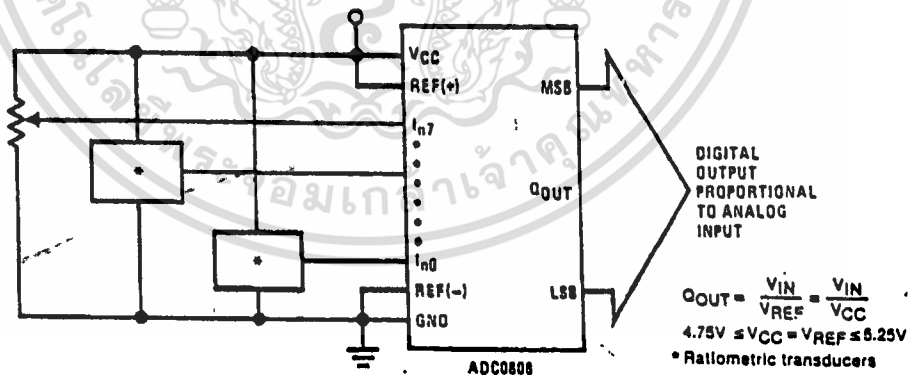 VCC
REF(+)
MSB
In7
QOUT
DIGITAL
OUTPUT
PROPORTIONAL
TO ANALOG
INPUT
*
*
In0
REF(−)
LSB
GND
ADC0808
QOUT = VIN/VREF = VIN/VCC
4.75V ≤ VCC = VREF ≤ 5.25V
* Ratiometric transducers